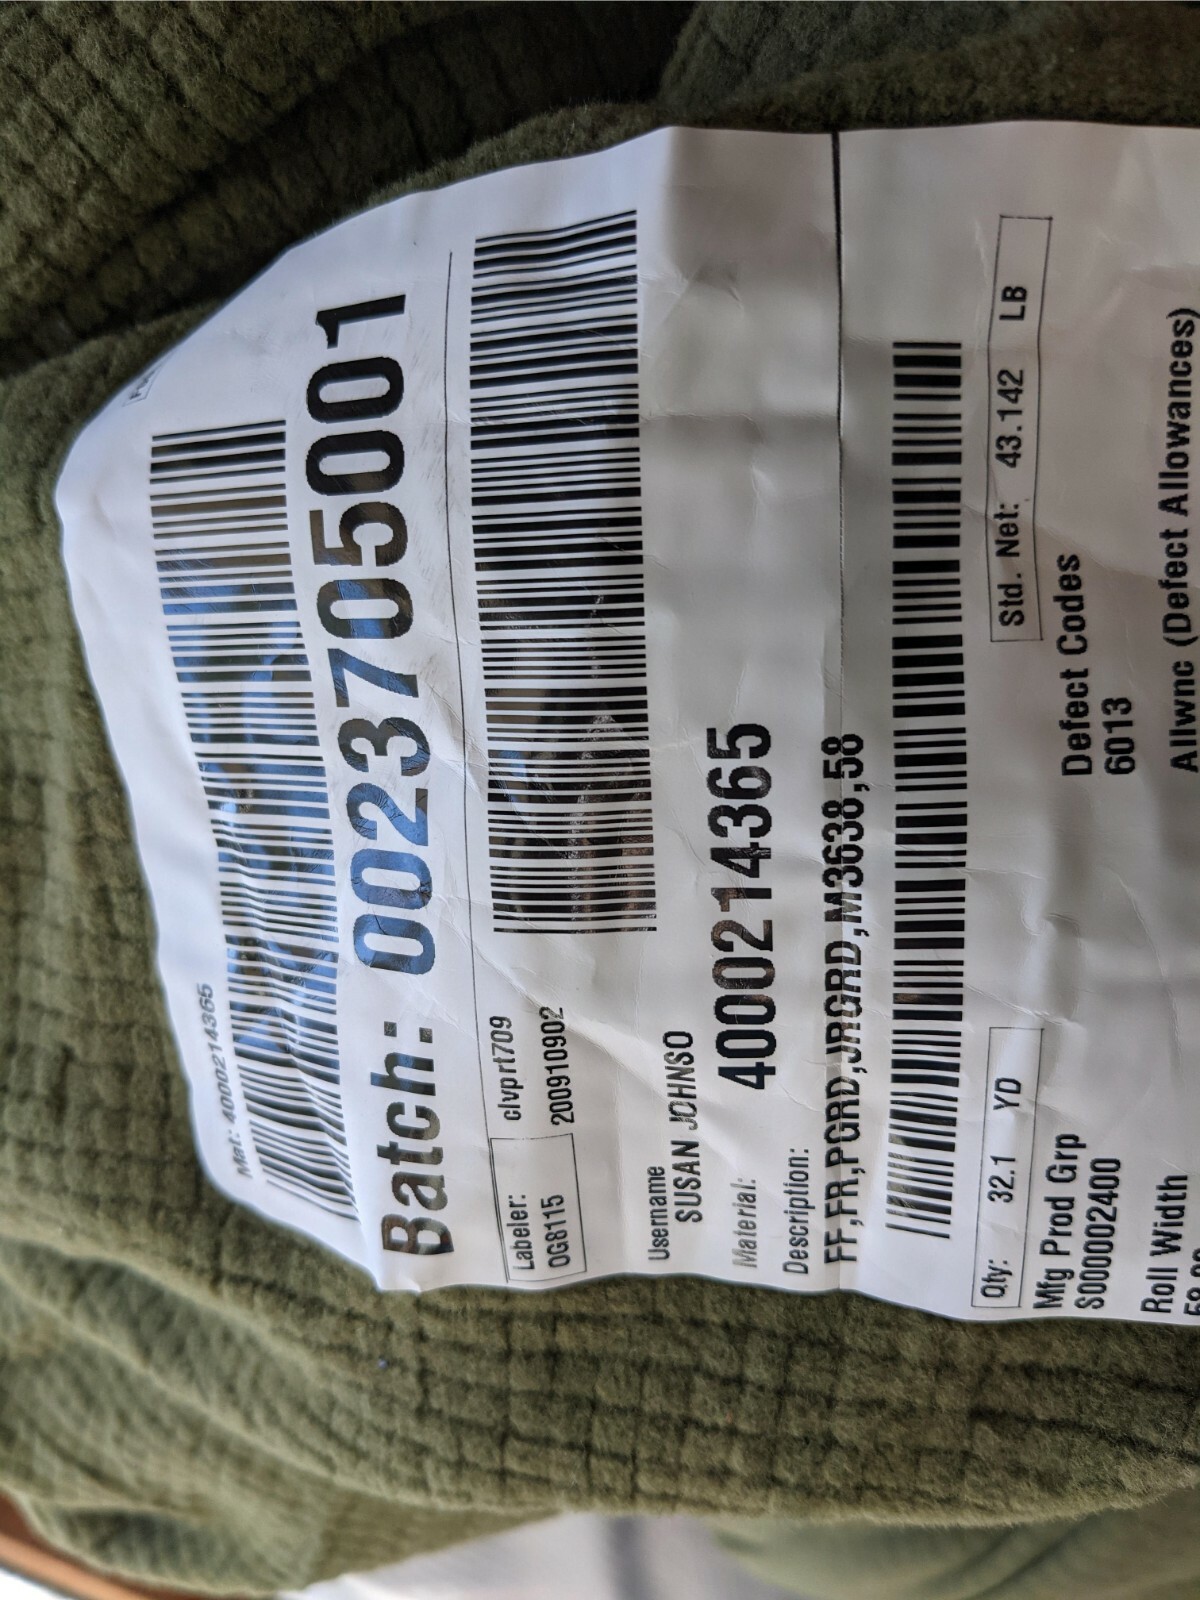 Mat: 4000214365
Batch: 0023705001
Labeler: clvprt709
OG8115 200910902
Username
SUSAN JOHNSO
Material: 4000214365
Description:
FF,FR,PGRD,JRGRD,M3638,58
Qty: 32.1 YD Std. Net: 43.142 LB
Mfg Prod Grp Defect Codes
S000002400 6013
Roll Width Allwnc (Defect Allowances)